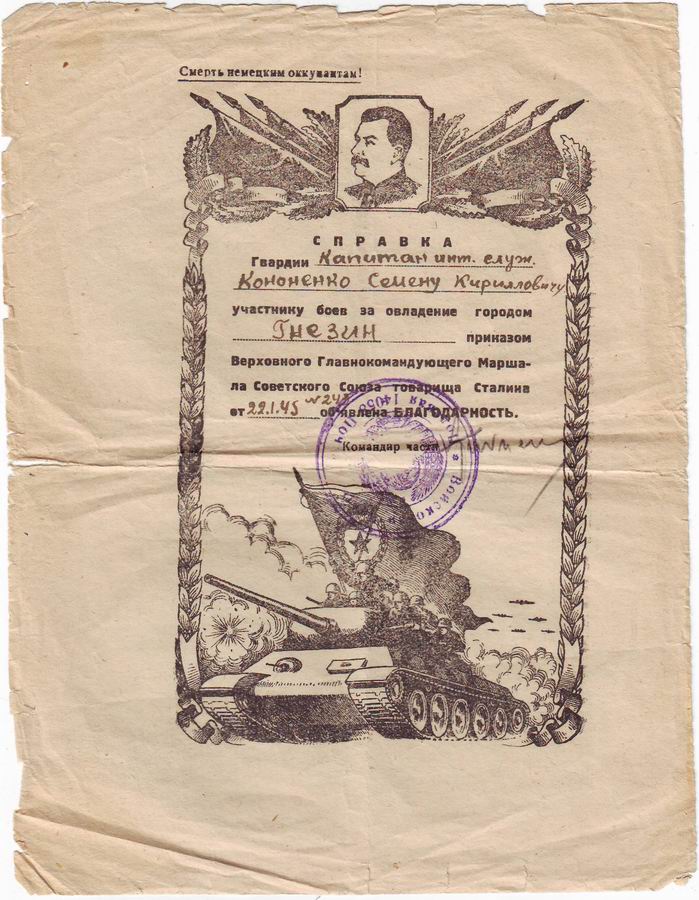 Смерть немецким оккупантам!
СПРАВКА
Гвардии Капитан инт. служ.
Кононенко Семену Кирилловичу
участнику боев за овладение городом
Гнезин приказом
Верховного Главнокомандующего Марша-
ла Советского Союза товарища Сталина
от 22.1.45 объявлена БЛАГОДАРНОСТЬ.
Командир части
Войско